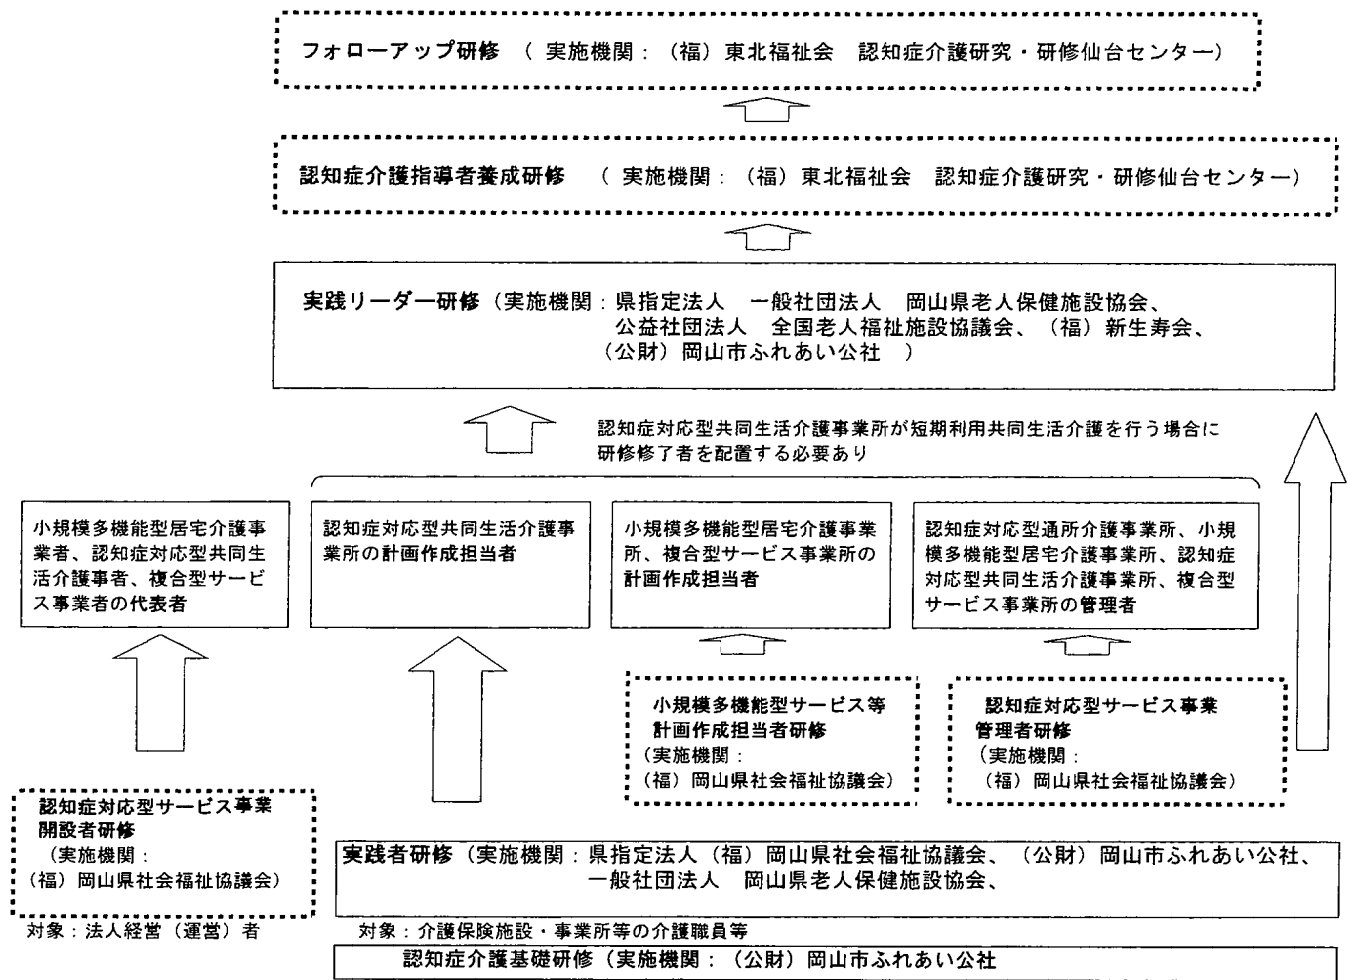 フォローアップ研修 （ 実施機関：（福）東北福祉会 認知症介護研究・研修仙台センター）
認知症介護指導者養成研修 （ 実施機関：（福）東北福祉会 認知症介護研究・研修仙台センター）
実践リーダー研修（実施機関：県指定法人 一般社団法人 岡山県老人保健施設協会、
公益社団法人 全国老人福祉施設協議会、（福）新生寿会、
（公財）岡山市ふれあい公社 ）
認知症対応型共同生活介護事業所が短期利用共同生活介護を行う場合に
研修修了者を配置する必要あり
小規模多機能型居宅介護事
業者、認知症対応型共同生
活介護事者、複合型サービ
ス事業者の代表者
認知症対応型共同生活介護事
業所の計画作成担当者
小規模多機能型居宅介護事業
所、複合型サービス事業所の
計画作成担当者
認知症対応型通所介護事業所、小規
模多機能型居宅介護事業所、認知症
対応型共同生活介護事業所、複合型
サービス事業所の管理者
小規模多機能型サービス等
計画作成担当者研修
（実施機関：
（福）岡山県社会福祉協議会）
認知症対応型サービス事業
管理者研修
（実施機関：
（福）岡山県社会福祉協議会）
認知症対応型サービス事業
開設者研修
（実施機関：
（福）岡山県社会福祉協議会）
対象：法人経営（運営）者
実践者研修（実施機関：県指定法人（福）岡山県社会福祉協議会、（公財）岡山市ふれあい公社、
一般社団法人 岡山県老人保健施設協会、
対象：介護保険施設・事業所等の介護職員等
認知症介護基礎研修（実施機関：（公財）岡山市ふれあい公社